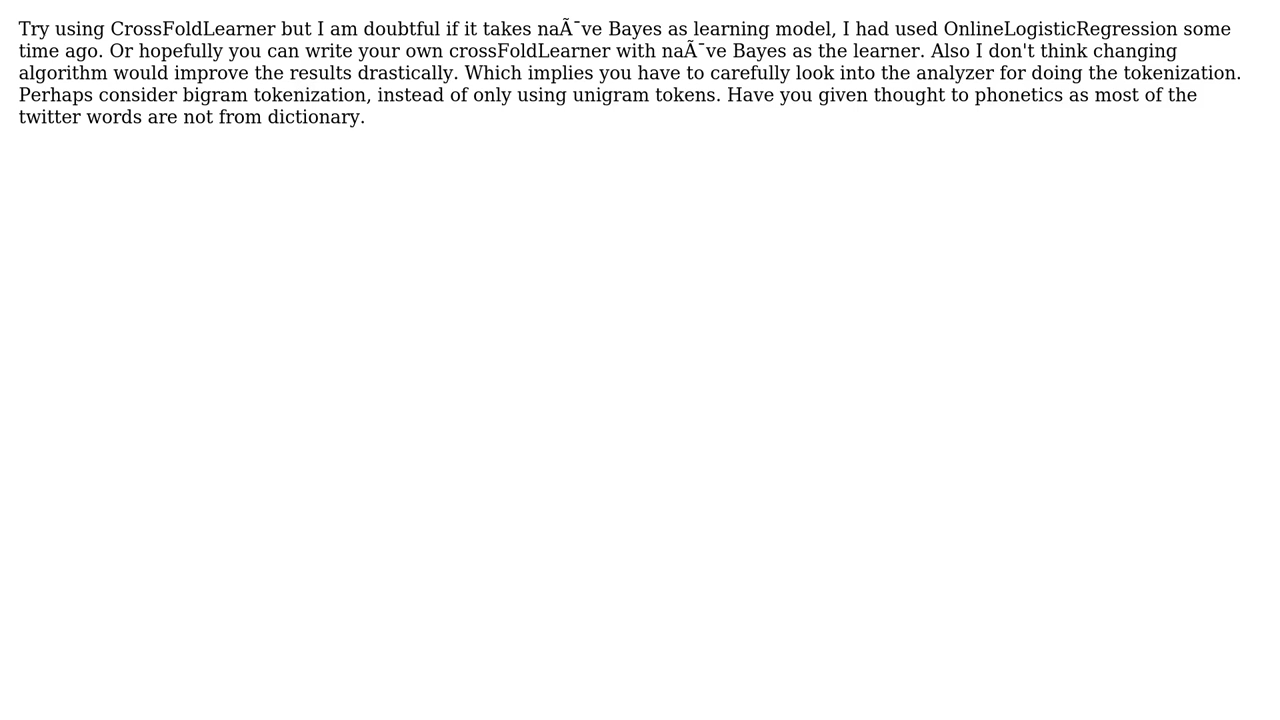 Try using CrossFoldLearner but I am doubtful if it takes naÃ¯ve Bayes as learning model, I had used OnlineLogisticRegression some
time ago. Or hopefully you can write your own crossFoldLearner with naÃ¯ve Bayes as the learner. Also I don't think changing
algorithm would improve the results drastically. Which implies you have to carefully look into the analyzer for doing the tokenization.
Perhaps consider bigram tokenization, instead of only using unigram tokens. Have you given thought to phonetics as most of the
twitter words are not from dictionary.